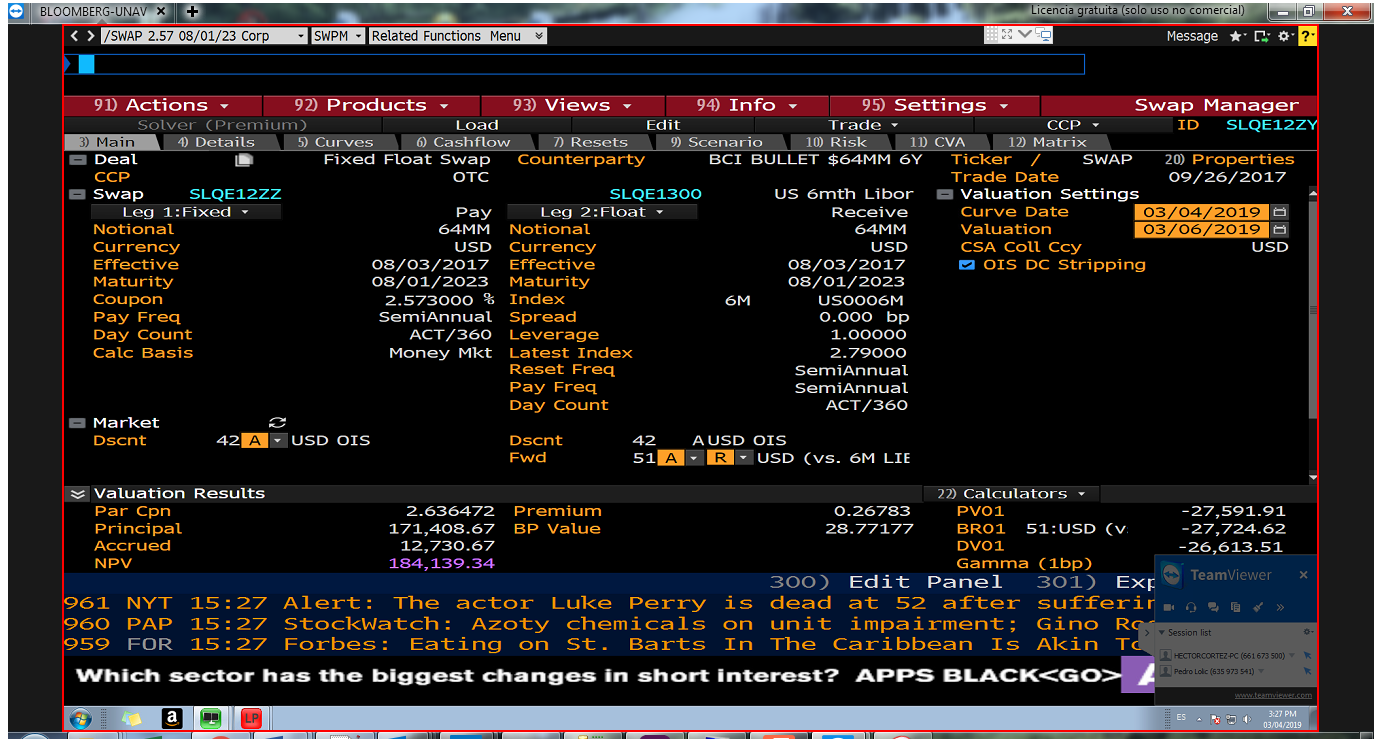 BLOOMBERG-UNAV × + Licencia gratuita (solo uso no comercial)
< > /SWAP 2.57 08/01/23 Corp SWPM Related Functions Menu Message ?
91) Actions 92) Products 93) Views 94) Info 95) Settings Swap Manager
Solver (Premium) Load Edit Trade CCP ID SLQE12ZY
3) Main 4) Details 5) Curves 6) Cashflow 7) Resets 9) Scenario 10) Risk 11) CVA 12) Matrix
Deal Fixed Float Swap Counterparty BCI BULLET $64MM 6Y Ticker / SWAP 20) Properties
CCP OTC Trade Date 09/26/2017
Swap SLQE12ZZ SLQE1300 US 6mth Libor Valuation Settings
Leg 1:Fixed Pay Leg 2:Float Receive Curve Date 03/04/2019
Notional 64MM Notional 64MM Valuation 03/06/2019
Currency USD Currency USD CSA Coll Ccy USD
Effective 08/03/2017 Effective 08/03/2017 OIS DC Stripping
Maturity 08/01/2023 Maturity 08/01/2023
Coupon 2.573000 % Index 6M US0006M
Pay Freq SemiAnnual Spread 0.000 bp
Day Count ACT/360 Leverage 1.00000
Calc Basis Money Mkt Latest Index 2.79000
Reset Freq SemiAnnual
Pay Freq SemiAnnual
Day Count ACT/360
Market
Dscnt 42 A USD OIS Dscnt 42 A USD OIS
Fwd 51 A R USD (vs. 6M LIE
Valuation Results 22) Calculators
Par Cpn 2.636472 Premium 0.26783 PV01 -27,591.91
Principal 171,408.67 BP Value 28.77177 BR01 51:USD (v. -27,724.62
Accrued 12,730.67 DV01 -26,613.51
NPV 184,139.34 Gamma (1bp)
300) Edit Panel 301) Exp
961 NYT 15:27 Alert: The actor Luke Perry is dead at 52 after sufferin
960 PAP 15:27 StockWatch: Azoty chemicals on unit impairment; Gino Ro
959 FOR 15:27 Forbes: Eating on St. Barts In The Caribbean Is Akin To
Which sector has the biggest changes in short interest? APPS BLACK<GO> A
TeamViewer ×
Session list
HECTORCORTEZ-PC (661 673 500)
Pedro Lolic (635 973 541)
www.teamviewer.com
a LP ES 3:27 PM
03/04/2019